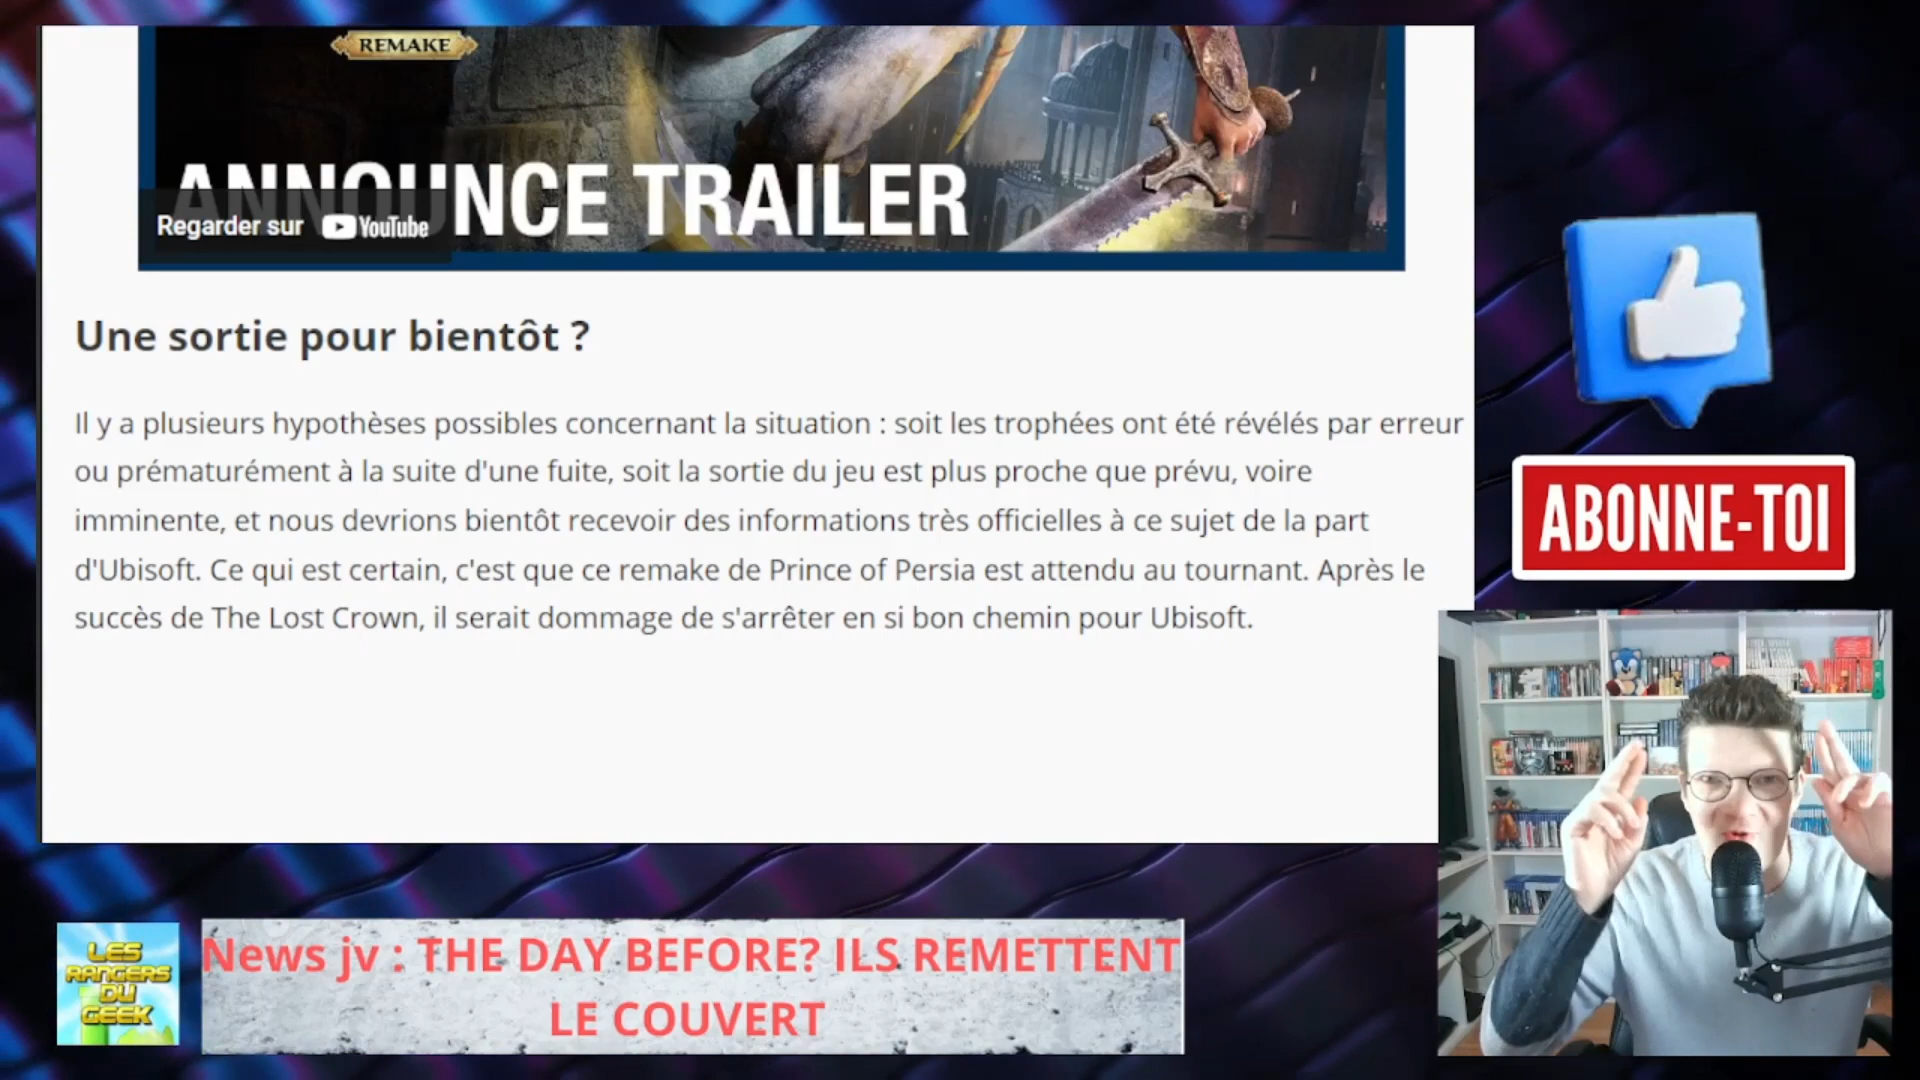 REMAKE
ANNOUNCE TRAILER
Regarder sur YouTube
Une sortie pour bientôt ?
Il y a plusieurs hypothèses possibles concernant la situation : soit les trophées ont été révélés par erreur
ou prématurément à la suite d'une fuite, soit la sortie du jeu est plus proche que prévu, voire
imminente, et nous devrions bientôt recevoir des informations très officielles à ce sujet de la part
d'Ubisoft. Ce qui est certain, c'est que ce remake de Prince of Persia est attendu au tournant. Après le
succès de The Lost Crown, il serait dommage de s'arrêter en si bon chemin pour Ubisoft.
ABONNE-TOI
LES
RANGERS
DU
GEEK
News jv : THE DAY BEFORE? ILS REMETTENT
LE COUVERT